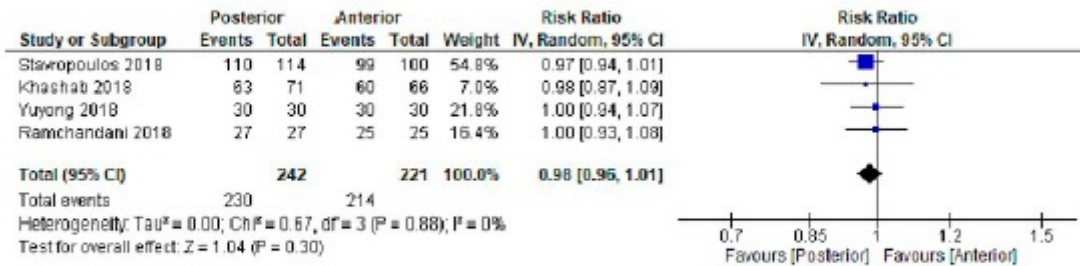 Posterior Anterior Risk Ratio Risk Ratio
Study or Subgroup Events Total Events Total Weight IV, Random, 95% CI IV, Random, 95% CI
Stavropoulos 2018 110 114 99 100 54.8% 0.97 [0.94, 1.01]
Khashab 2018 63 71 60 66 7.0% 0.98 [0.87, 1.09]
Yuyong 2018 30 30 30 30 21.8% 1.00 [0.94, 1.07]
Ramchandani 2018 27 27 25 25 16.4% 1.00 [0.93, 1.08]
Total (95% CI) 242 221 100.0% 0.98 [0.96, 1.01]
Total events 230 214
Heterogeneity: Tau² = 0.00; Chi² = 0.67, df = 3 (P = 0.88); I² = 0%
Test for overall effect: Z = 1.04 (P = 0.30)
0.7 0.85 1 1.2 1.5
Favours [Posterior] Favours [Anterior]